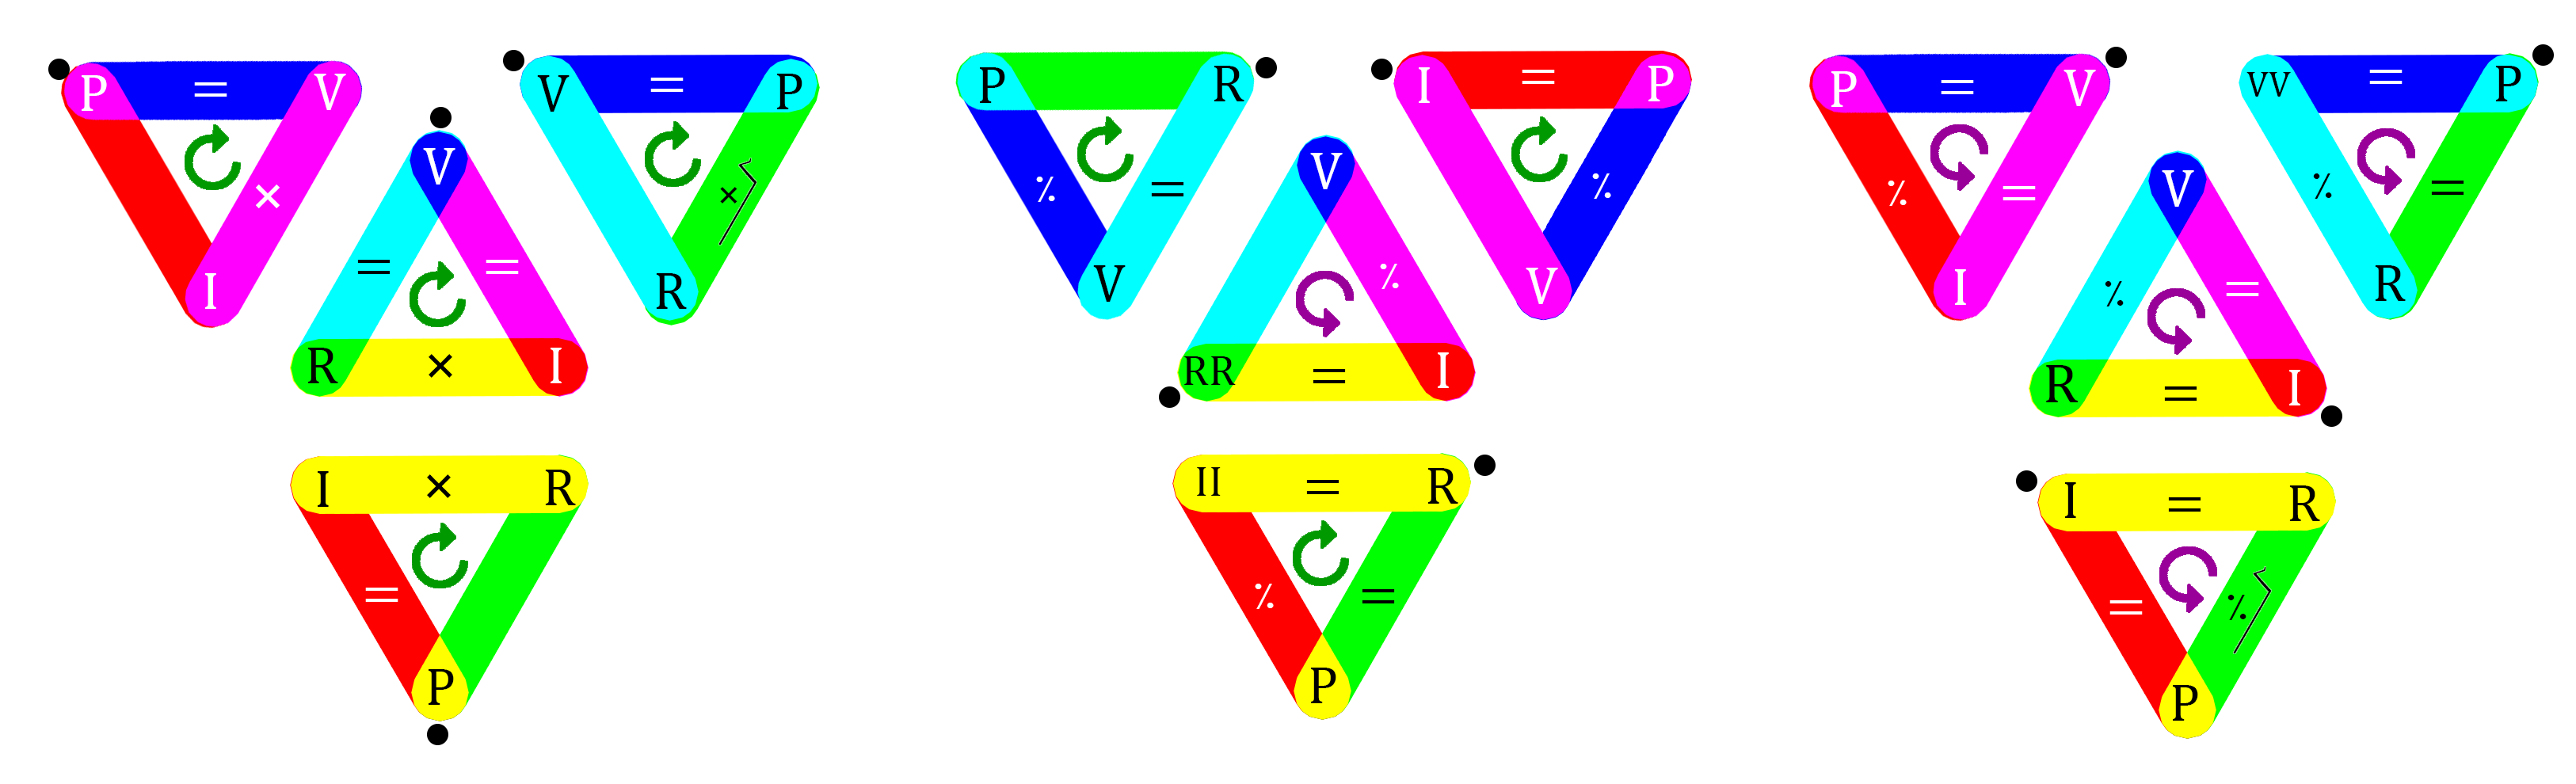 P = V × I
V = P √× R
V = I × R =
I × R = P
P R = V ٪
I = P ٪ V
V ٪ I = RR
II = R = P ٪
P = V = I ٪
VV = P = R ٪
V = I = R ٪
I = R √٪ P =